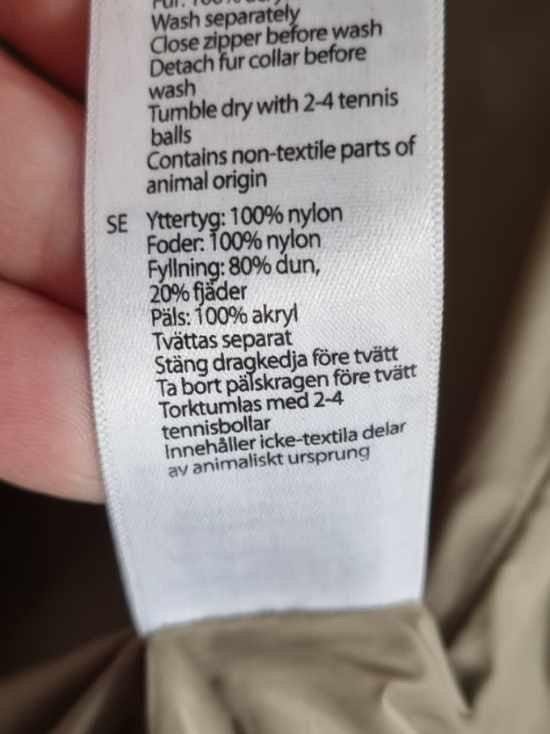 Fur: 100%
Wash separately
Close zipper before wash
Detach fur collar before
wash
Tumble dry with 2-4 tennis
balls
Contains non-textile parts of
animal origin
SE Yttertyg: 100% nylon
Foder: 100% nylon
Fyllning: 80% dun,
20% fjäder
Päls: 100% akryl
Tvättas separat
Stäng dragkedja före tvätt
Ta bort pälskragen före tvätt
Torktumlas med 2-4
tennisbollar
Innehåller icke-textila delar
av animaliskt ursprung